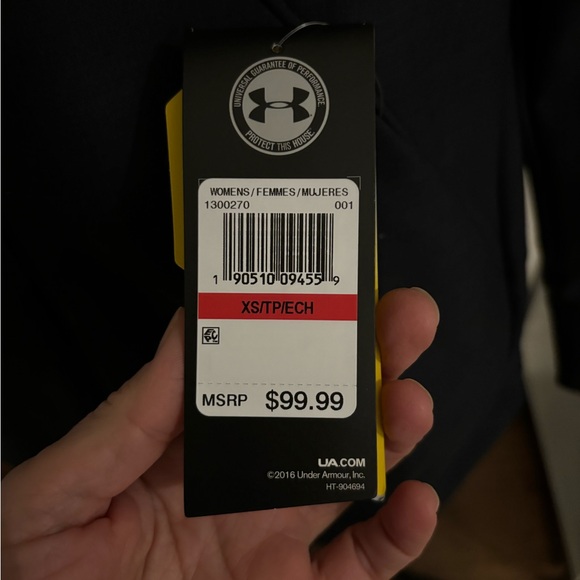 UNIVERSAL GUARANTEE OF PERFORMANCE
PROTECT THIS HOUSE
WOMENS/FEMMES/MUJERES
1300270 001
1 90510 09455 9
XS/TP/ECH
MSRP $99.99
UA.COM
©2016 Under Armour, Inc.
HT-904694